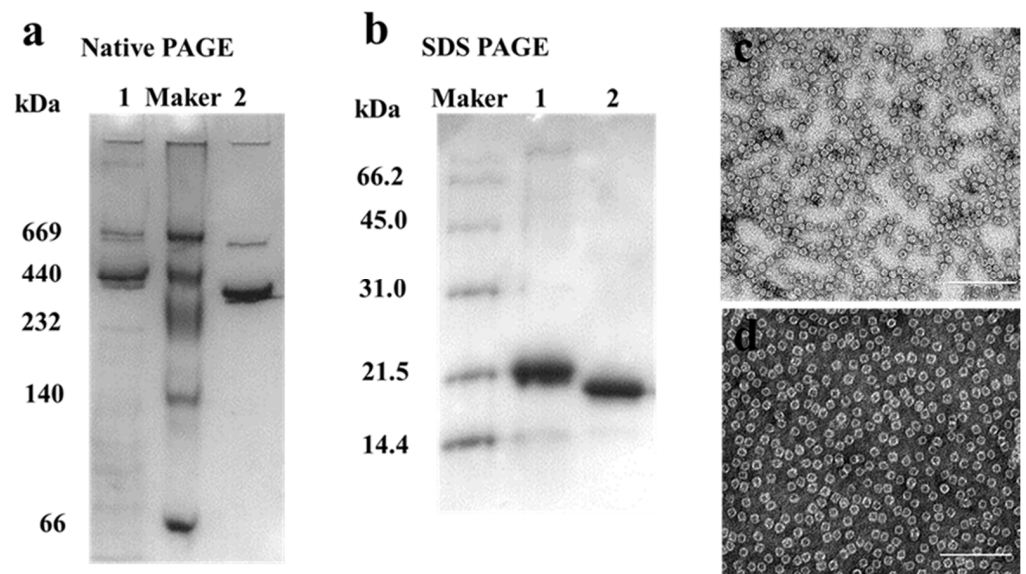 a
Native PAGE
kDa
1 Maker 2
669
440
232
140
66
b
SDS PAGE
kDa
Maker 1 2
66.2
45.0
31.0
21.5
14.4
c
d